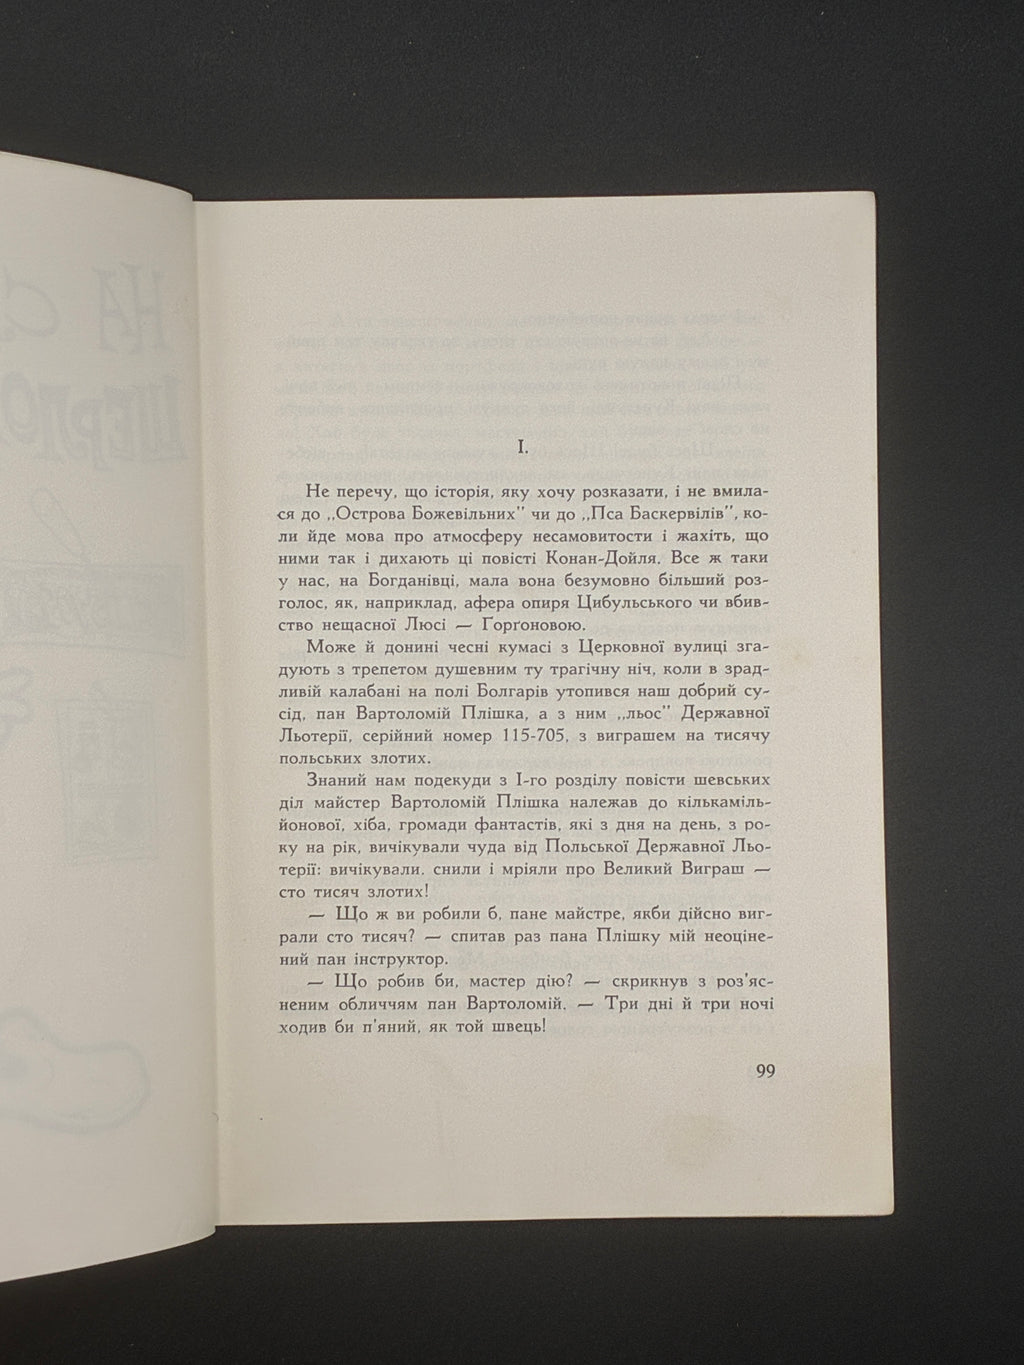 НА
I.
Не перечу, що історія, яку хочу розказати, і не вмила-
ся до „Острова Божевільних" чи до „Пса Баскервілів", ко-
ли йде мова про атмосферу несамовитости і жахіть, що
ними так і дихають ці повісті Конан-Дойля. Все ж таки
у нас, на Богданівці, мала вона безумовно більший роз-
голос, як, наприклад, афера опиря Цибульського чи вбив-
ство нещасної Люсі — Ґорґоновою.
Може й донині чесні кумасі з Церковної вулиці зга-
дують з трепетом душевним ту трагічну ніч, коли в зрад-
ливій калабані на полі Болгарів утопився наш добрий су-
сід, пан Вартоломій Плішка, а з ним „льос" Державної
Льотерії, серійний номер 115-705, з виграшем на тисячу
польських злотих.
Знаний нам подекуди з I-го розділу повісти шевських
діл майстер Вартоломій Плішка належав до кількаміль-
йонової, хіба, громади фантастів, які з дня на день, з ро-
ку на рік, вичікували чуда від Польської Державної Льо-
терії: вичікували. снили і мріяли про Великий Виграш —
сто тисяч злотих!
— Що ж ви робили б, пане майстре, якби дійсно виг-
рали сто тисяч? — спитав раз пана Плішку мій неоціне-
ний пан інструктор.
— Що робив би, мастер дію? — скрикнув з роз'яс-
неним обличчям пан Вартоломій. — Три дні й три ночі
ходив би п'яний, як той швець!
99